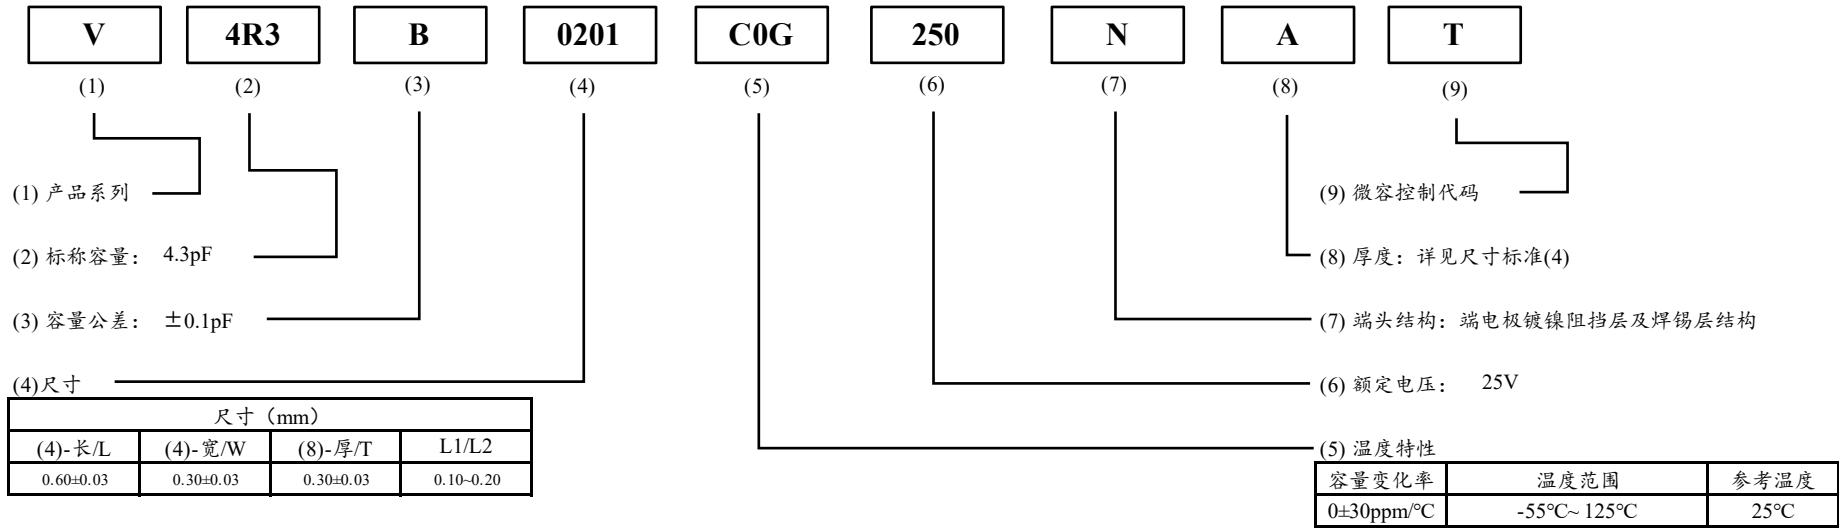 V 4R3 B 0201 C0G 250 N A T
(1) (2) (3) (4) (5) (6) (7) (8) (9)
(1) 产品系列
(9) 微容控制代码
(2) 标称容量： 4.3pF
(8) 厚度：详见尺寸标准(4)
(3) 容量公差： ±0.1pF
(7) 端头结构：端电极镀镍阻挡层及焊锡层结构
(4)尺寸
(6) 额定电压： 25V
尺寸（mm）
(4)-长/L (4)-宽/W (8)-厚/T L1/L2
0.60±0.03 0.30±0.03 0.30±0.03 0.10~0.20
(5) 温度特性
容量变化率 温度范围 参考温度
0±30ppm/°C -55°C~ 125°C 25°C